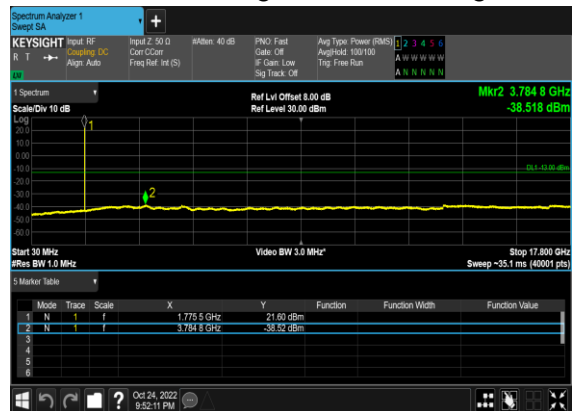 Spectrum Analyzer 1
Swept SA
+
KEYSIGHT Input: RF Input Z: 50 Ω #Atten: 40 dB PNO: Fast Avg Type: Power (RMS) 1 2 3 4 5 6
R T Coupling: DC Corr CCorr Gate: Off Avg|Hold: 100/100 A W W W W W
Align: Auto Freq Ref: Int (S) IF Gain: Low Trig: Free Run
LW Sig Track: Off A N N N N N
1 Spectrum Ref Lvl Offset 8.00 dB Mkr2 3.784 8 GHz
Scale/Div 10 dB Ref Level 30.00 dBm -38.518 dBm
Log
20.0
10.0
0.00
-10.0
-20.0
-30.0
-40.0
-50.0
-60.0
1
2
DL1 -13.00 dBm
Start 30 MHz Video BW 3.0 MHz* Stop 17.800 GHz
#Res BW 1.0 MHz Sweep ~35.1 ms (40001 pts)
5 Marker Table
Mode Trace Scale X Y Function Function Width Function Value
1 N 1 f 1.775 5 GHz 21.60 dBm
2 N 1 f 3.784 8 GHz -38.52 dBm
3
4
5
6
? Oct 24, 2022
9:52:11 PM